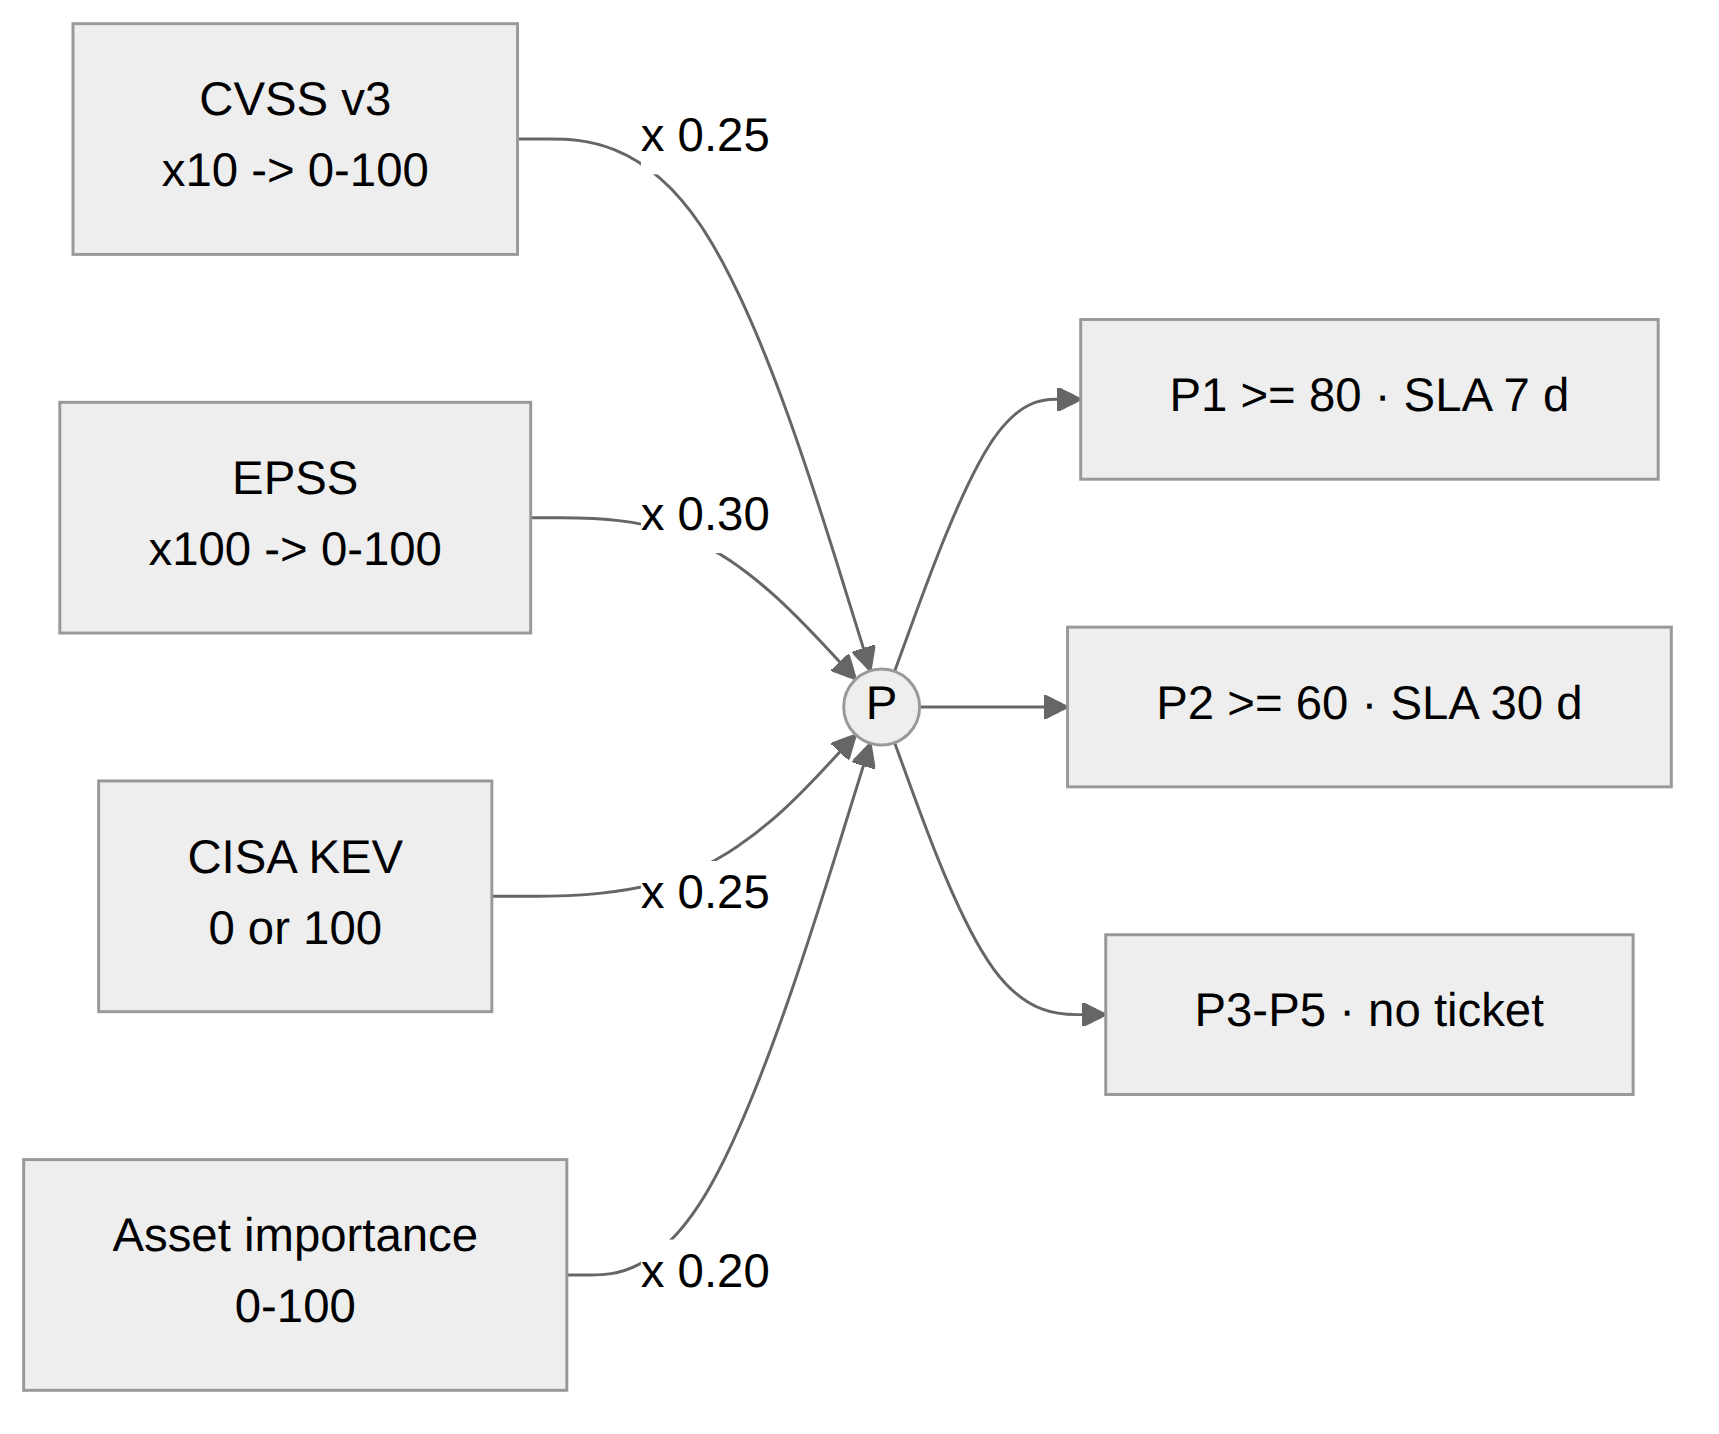 CVSS v3
x10 -> 0-100
x 0.25
EPSS
x100 -> 0-100
x 0.30
CISA KEV
0 or 100
x 0.25
Asset importance
0-100
x 0.20
P
P1 >= 80 · SLA 7 d
P2 >= 60 · SLA 30 d
P3-P5 · no ticket